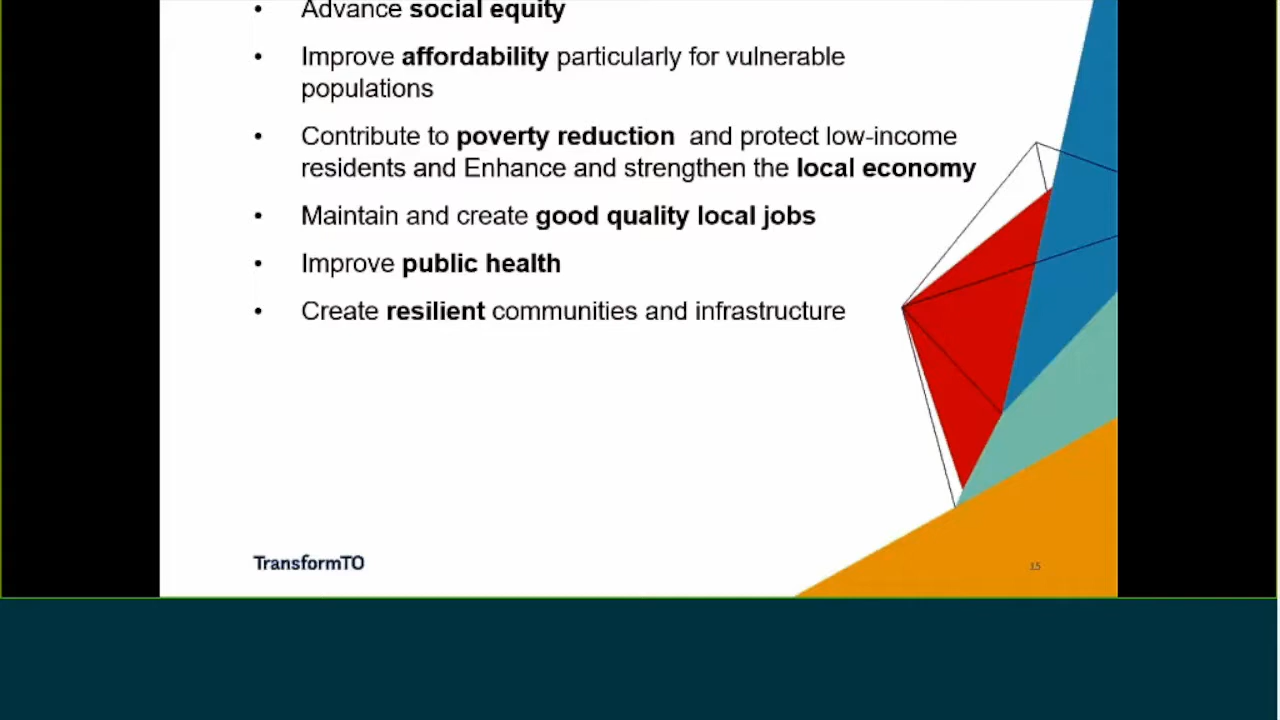 • Advance social equity
• Improve affordability particularly for vulnerable
populations
• Contribute to poverty reduction and protect low-income
residents and Enhance and strengthen the local economy
• Maintain and create good quality local jobs
• Improve public health
• Create resilient communities and infrastructure
TransformTO
15